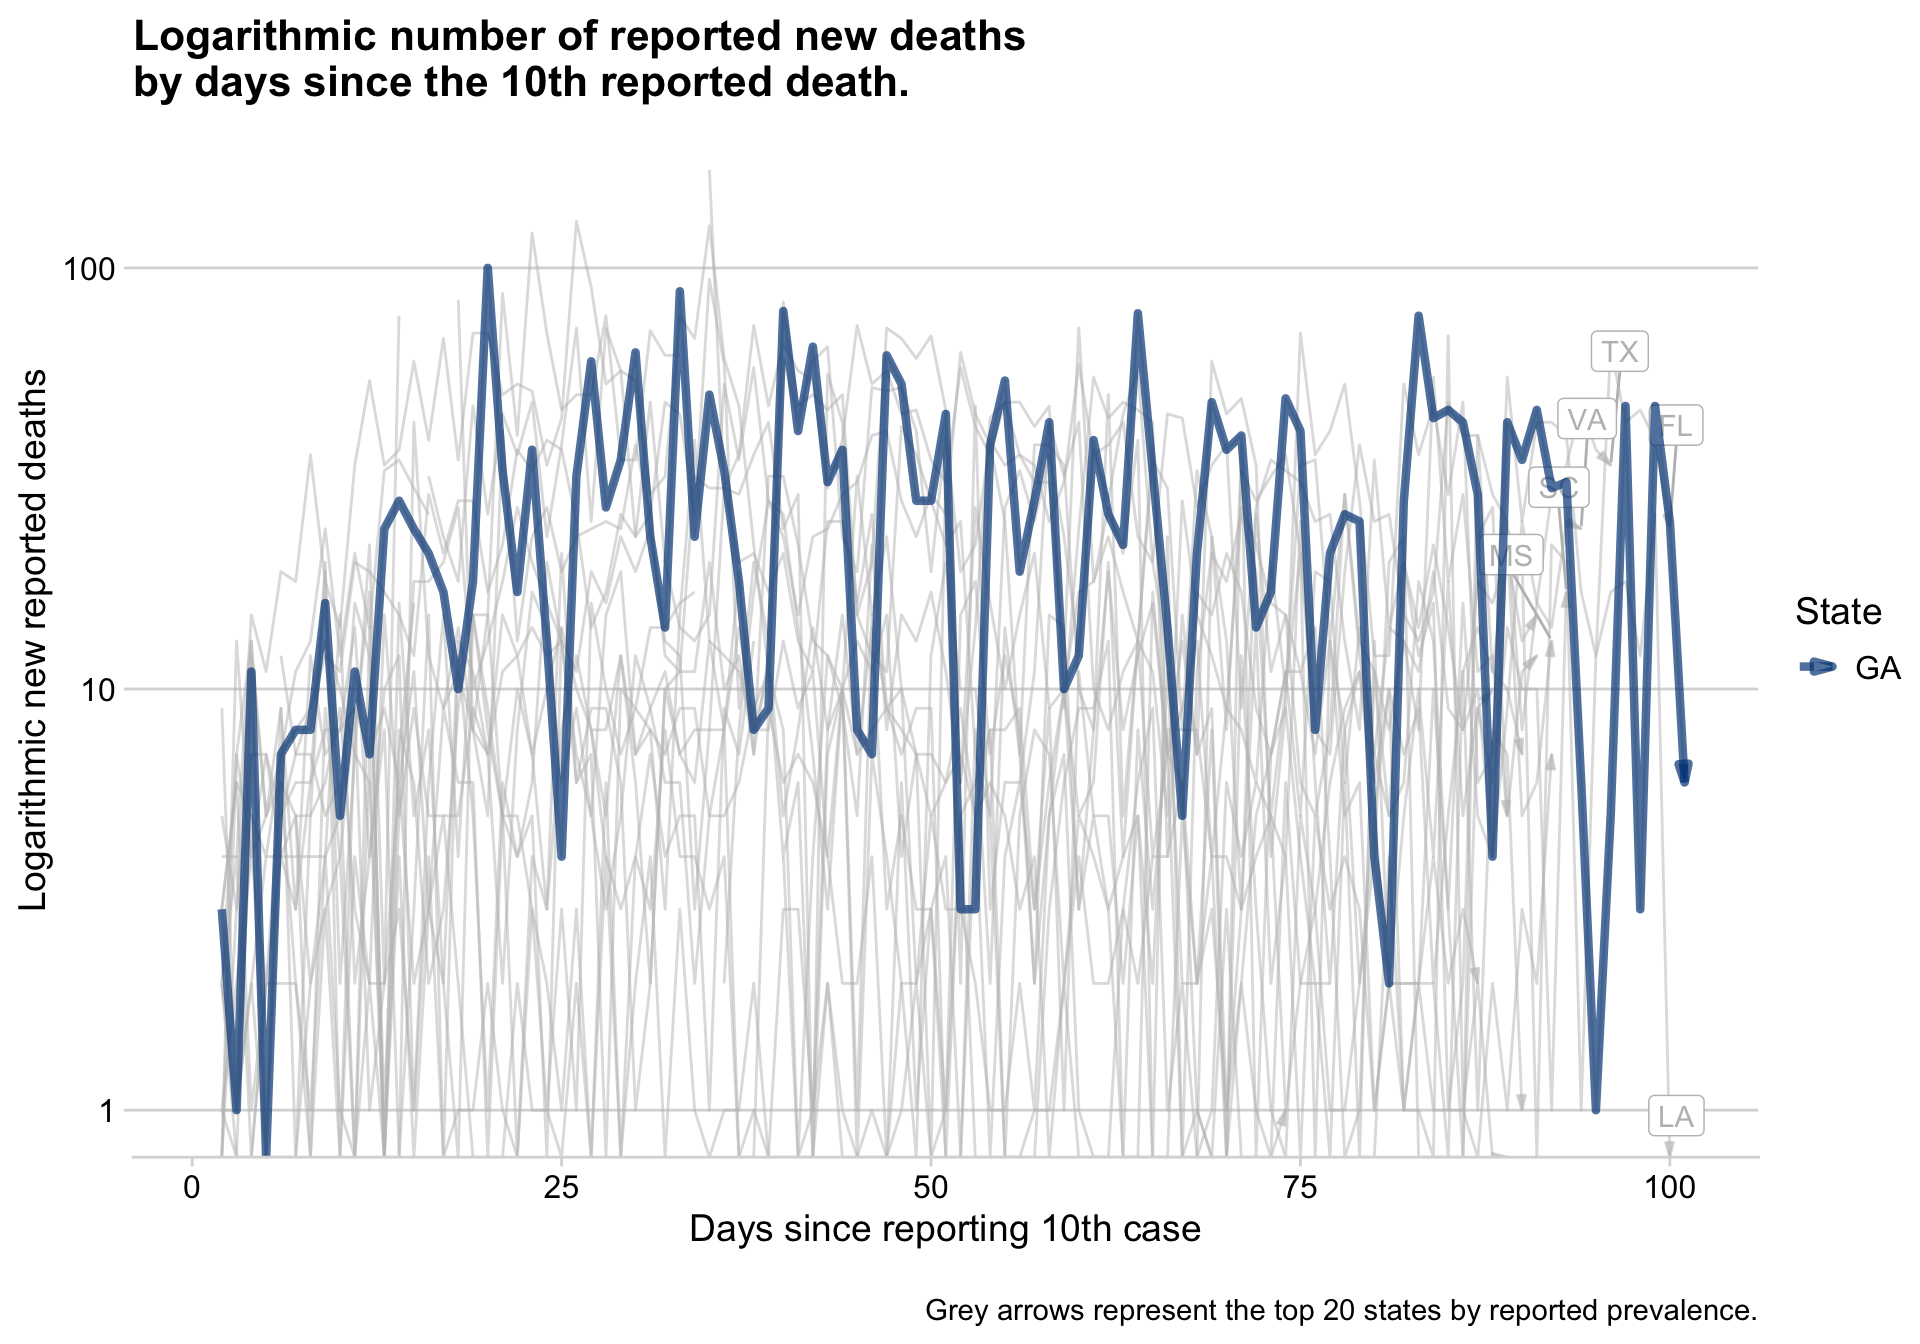 Logarithmic number of reported new deaths
by days since the 10th reported death.
Logarithmic new reported deaths
100
10
1
TX
VA
FL
SC
MS
LA
State
GA
0
25
50
75
100
Days since reporting 10th case
Grey arrows represent the top 20 states by reported prevalence.